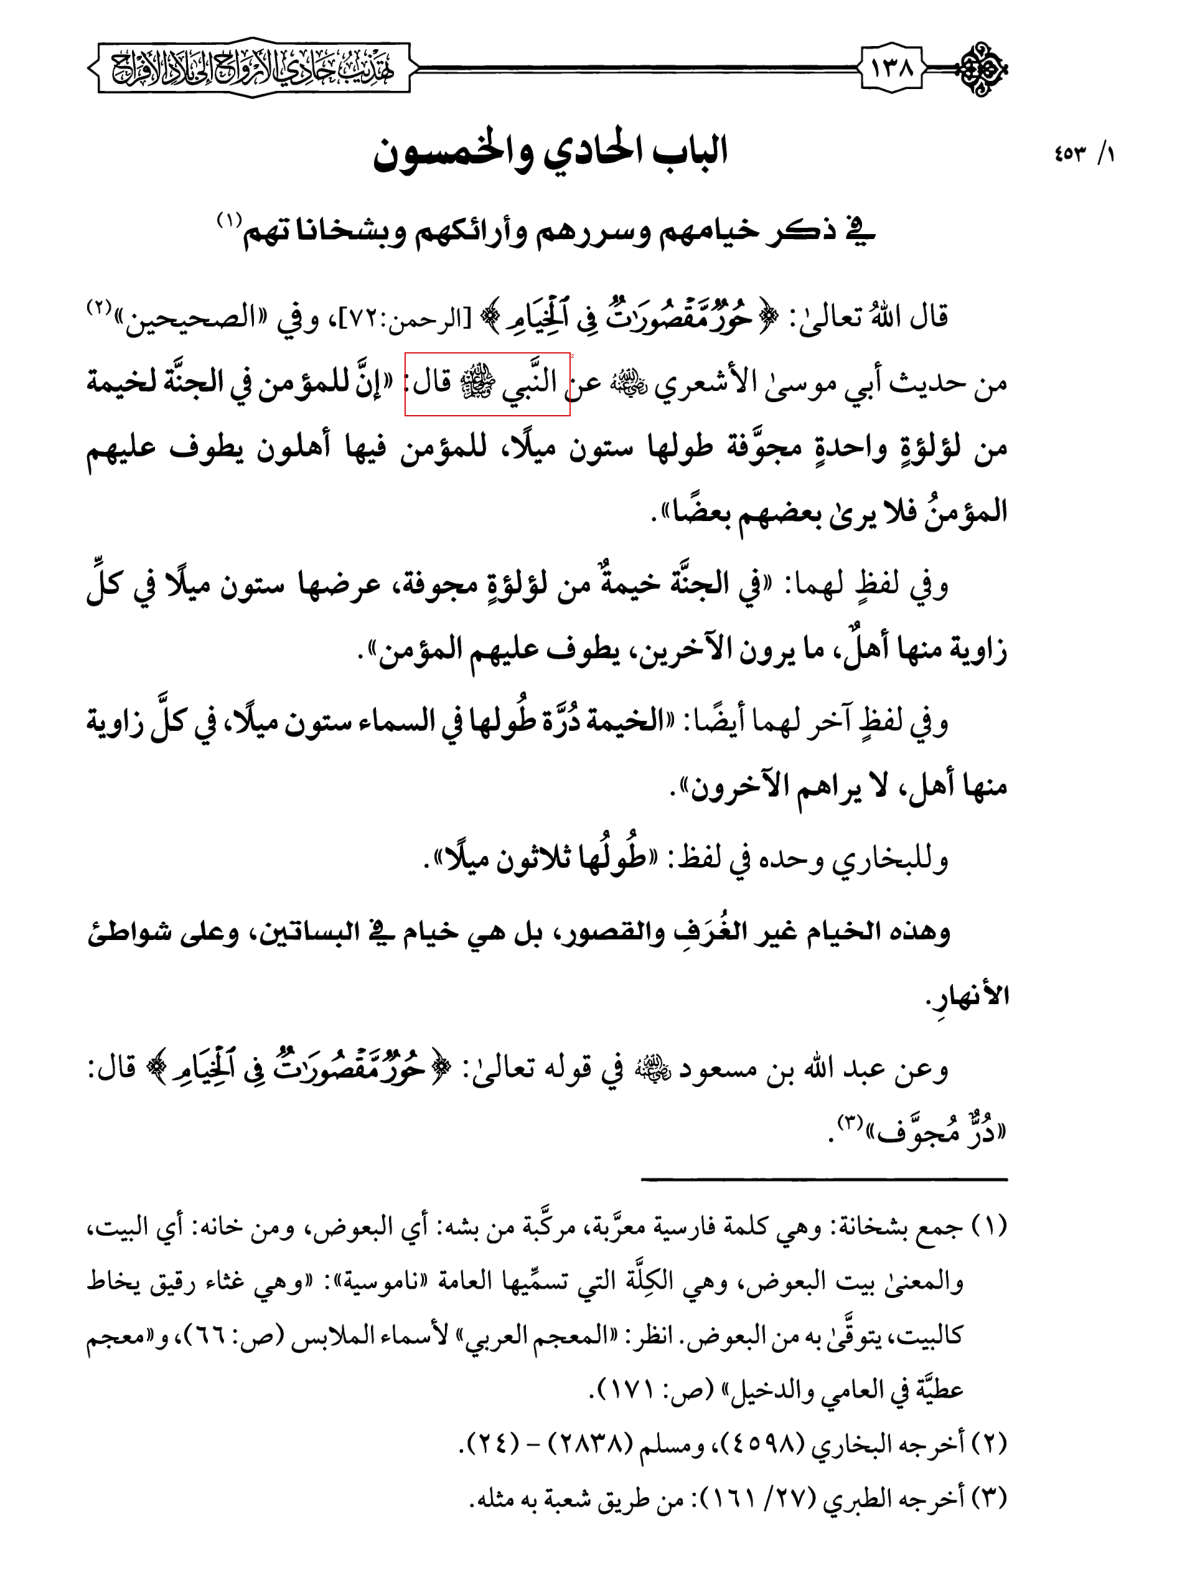 ١٣٨
تهذيب حادي الأرواح إلى بلاد الأفراح
١/ ٤٥٣
الباب الحادي والخمسون
في ذكر خيامهم وسررهم وأرائكهم وبشخاناتهم(١)
قال اللهُ تعالىٰ: ﴿حُورٌ مَّقْصُورَٰتٌ فِى ٱلْخِيَامِ﴾ [الرحمن:٧٢]، وفي «الصحيحين»(٢)
من حديث أبي موسىٰ الأشعري رضي الله عنه عن النَّبي ﷺ قال: «إنَّ للمؤمن في الجنَّة لخيمة
من لؤلؤةٍ واحدةٍ مجوَّفة طولها ستون ميلًا، للمؤمن فيها أهلون يطوف عليهم
المؤمنُ فلا يرىٰ بعضهم بعضًا».
وفي لفظٍ لهما: «في الجنَّة خيمةٌ من لؤلؤةٍ مجوفة، عرضها ستون ميلًا في كلِّ
زاوية منها أهلٌ، ما يرون الآخرين، يطوف عليهم المؤمن».
وفي لفظٍ آخر لهما أيضًا: «الخيمة دُرَّة طُولها في السماء ستون ميلًا، في كلَّ زاوية
منها أهل، لا يراهم الآخرون».
وللبخاري وحده في لفظ: «طُولُها ثلاثون ميلًا».
وهذه الخيام غير الغُرَفِ والقصور، بل هي خيام في البساتين، وعلى شواطئ
الأنهارِ.
وعن عبد الله بن مسعود رضي الله عنه في قوله تعالىٰ: ﴿حُورٌ مَّقْصُورَٰتٌ فِى ٱلْخِيَامِ﴾ قال:
«دُرٌّ مُجوَّف»(٣).
(١) جمع بشخانة: وهي كلمة فارسية معرَّبة، مركَّبة من بشه: أي البعوض، ومن خانه: أي البيت،
والمعنىٰ بيت البعوض، وهي الكِلَّة التي تسمِّيها العامة «ناموسية»: «وهي غثاء رقيق يخاط
كالبيت، يتوقَّىٰ به من البعوض. انظر: «المعجم العربي» لأسماء الملابس (ص: ٦٦)، و«معجم
عطيَّة في العامي والدخيل» (ص: ١٧١).
(٢) أخرجه البخاري (٤٥٩٨)، ومسلم (٢٨٣٨) – (٢٤).
(٣) أخرجه الطبري (٢٧/ ١٦١): من طريق شعبة به مثله.